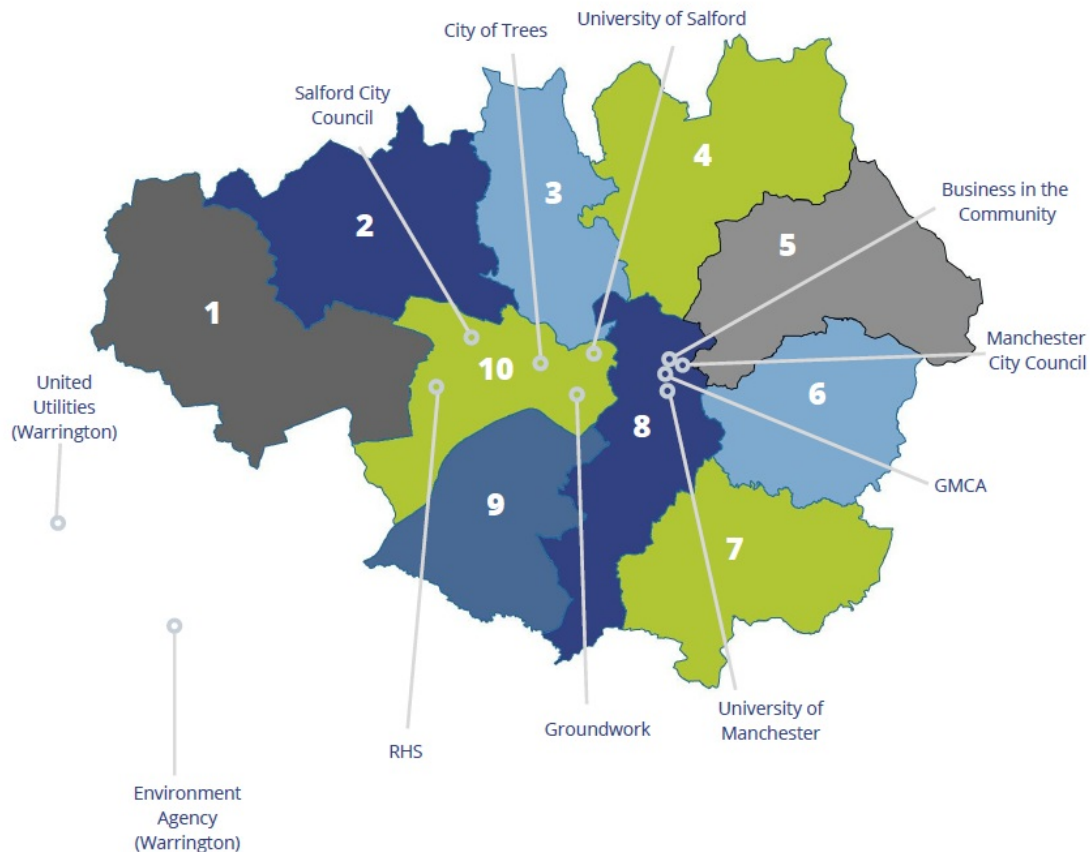 University of Salford
City of Trees
Salford City
Council
4
3
Business in the
Community
2
5
1
Manchester
City Council
10
United
Utilities
(Warrington)
6
8
GMCA
9
7
University of
Manchester
Groundwork
RHS
Environment
Agency
(Warrington)